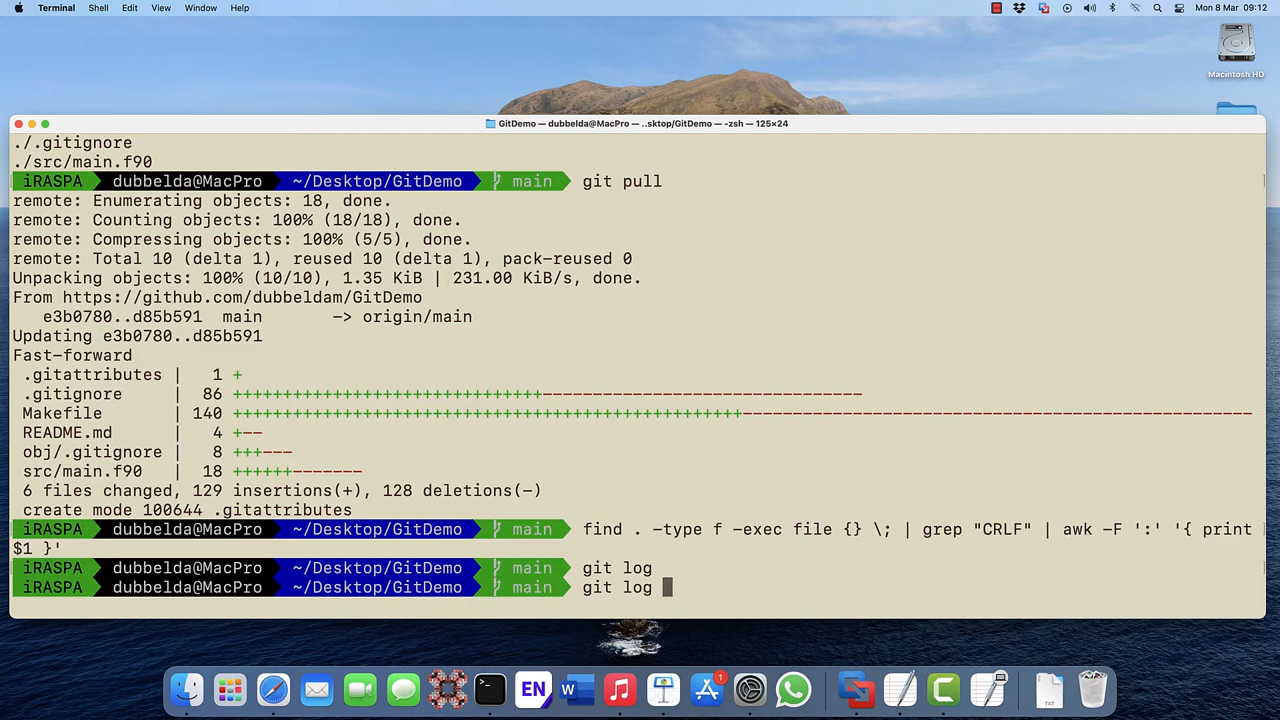 Terminal Shell Edit View Window Help Mon 8 Mar 09:12
Macintosh HD
GitDemo — dubbelda@MacPro — ..sktop/GitDemo — -zsh — 125×24
./.gitignore
./src/main.f90
iRASPA dubbelda@MacPro ~/Desktop/GitDemo main git pull
remote: Enumerating objects: 18, done.
remote: Counting objects: 100% (18/18), done.
remote: Compressing objects: 100% (5/5), done.
remote: Total 10 (delta 1), reused 10 (delta 1), pack-reused 0
Unpacking objects: 100% (10/10), 1.35 KiB | 231.00 KiB/s, done.
From https://github.com/dubbeldam/GitDemo
e3b0780..d85b591 main -> origin/main
Updating e3b0780..d85b591
Fast-forward
.gitattributes | 1 +
.gitignore | 86 +++++++++++++++++++++++++++++++--------------------------------
Makefile | 140 +++++++++++++++++++++++++++++++++++++++++++++++++++---------------------------------------------------
README.md | 4 +--
obj/.gitignore | 8 +++---
src/main.f90 | 18 ++++++-------
6 files changed, 129 insertions(+), 128 deletions(-)
create mode 100644 .gitattributes
iRASPA dubbelda@MacPro ~/Desktop/GitDemo main find . -type f -exec file {} \; | grep "CRLF" | awk -F ':' '{ print
$1 }'
iRASPA dubbelda@MacPro ~/Desktop/GitDemo main git log
iRASPA dubbelda@MacPro ~/Desktop/GitDemo main git log
EN
W
1
TXT